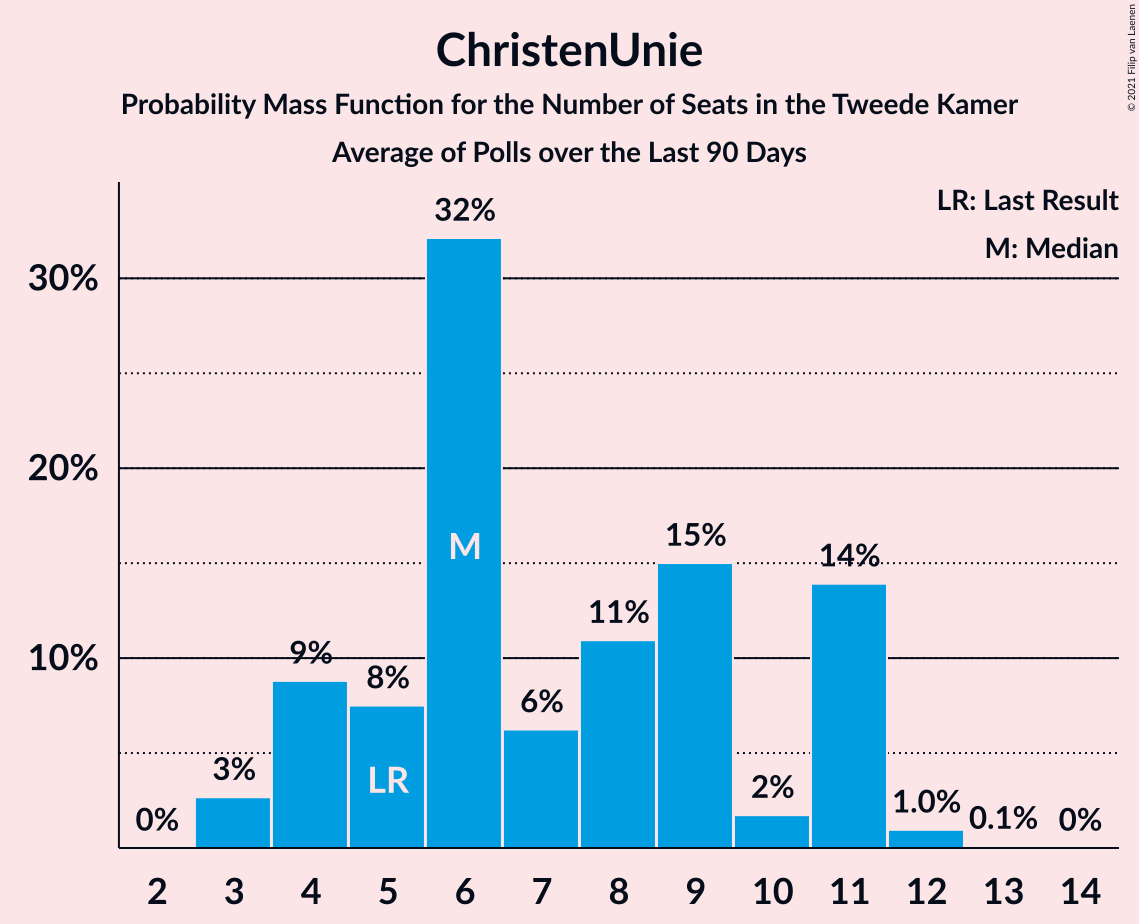 ChristenUnie
Probability Mass Function for the Number of Seats in the Tweede Kamer
Average of Polls over the Last 90 Days
© 2021 Filip van Laenen
LR: Last Result
M: Median
30%
20%
10%
0%
3%
9%
8%
32%
6%
11%
15%
2%
14%
1.0%
0.1%
0%
LR
M
2 3 4 5 6 7 8 9 10 11 12 13 14